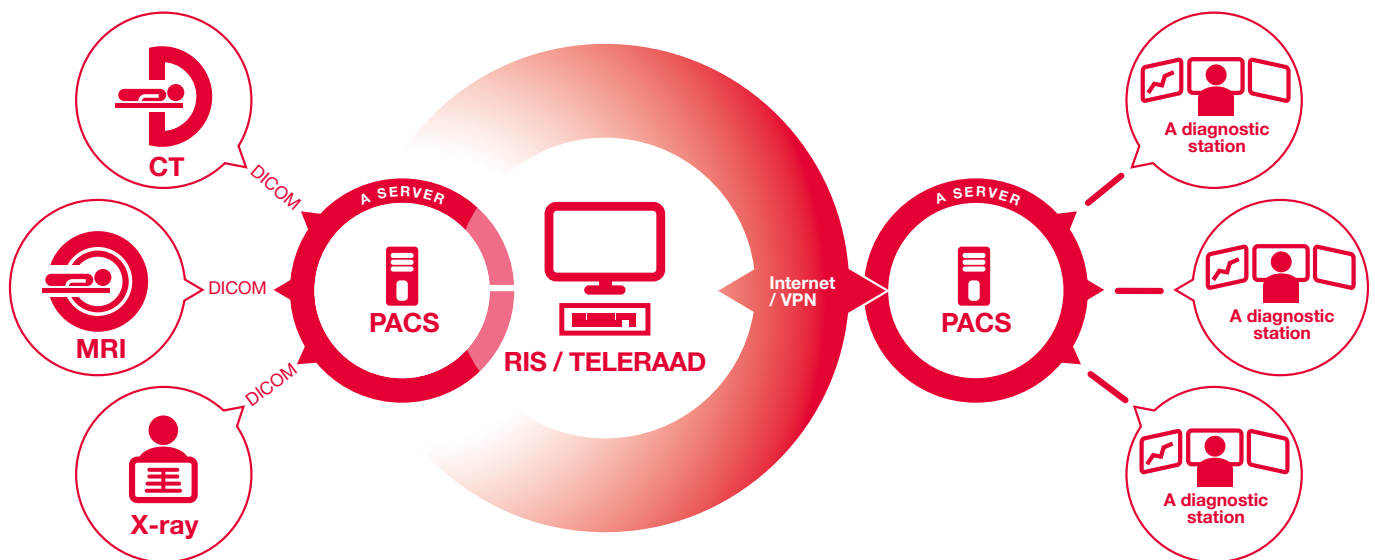 CT
DICOM
MRI
DICOM
X-ray
DICOM
A SERVER
PACS
RIS / TELERAAD
Internet
/ VPN
A SERVER
PACS
A diagnostic
station
A diagnostic
station
A diagnostic
station